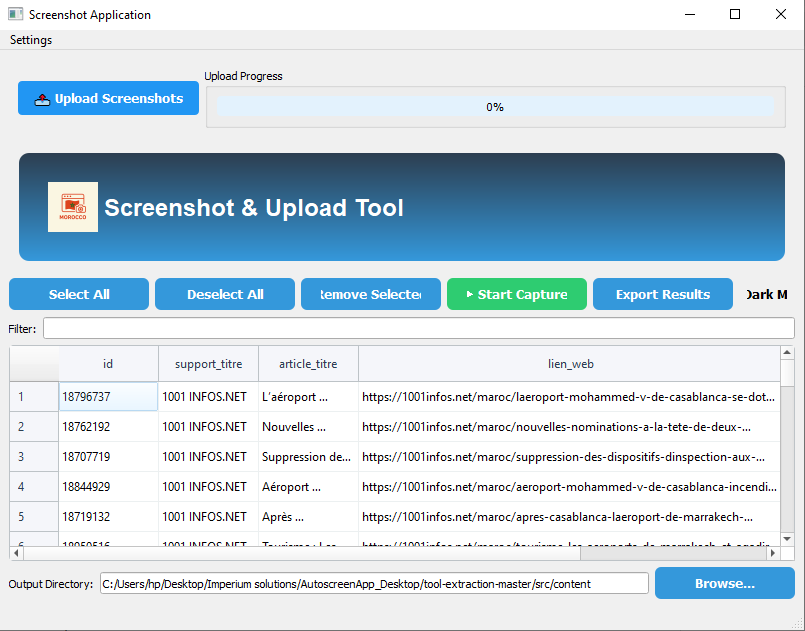 Screenshot Application
Settings
Upload Screenshots
Upload Progress
0%
MOROCCO
Screenshot & Upload Tool
Select All Deselect All Remove Selected Start Capture Export Results Dark M
Filter:
id support_titre article_titre lien_web
1 18796737 1001 INFOS.NET L'aéroport ... https://1001infos.net/maroc/laeroport-mohammed-v-de-casablanca-se-dot...
2 18762192 1001 INFOS.NET Nouvelles ... https://1001infos.net/maroc/nouvelles-nominations-a-la-tete-de-deux-...
3 18707719 1001 INFOS.NET Suppression de... https://1001infos.net/maroc/suppression-des-dispositifs-dinspection-aux-...
4 18844929 1001 INFOS.NET Aéroport ... https://1001infos.net/maroc/aeroport-mohammed-v-de-casablanca-incendi...
5 18719132 1001 INFOS.NET Après ... https://1001infos.net/maroc/apres-casablanca-laeroport-de-marrakech-...
Output Directory: C:/Users/hp/Desktop/Imperium solutions/AutoscreenApp_Desktop/tool-extraction-master/src/content Browse...